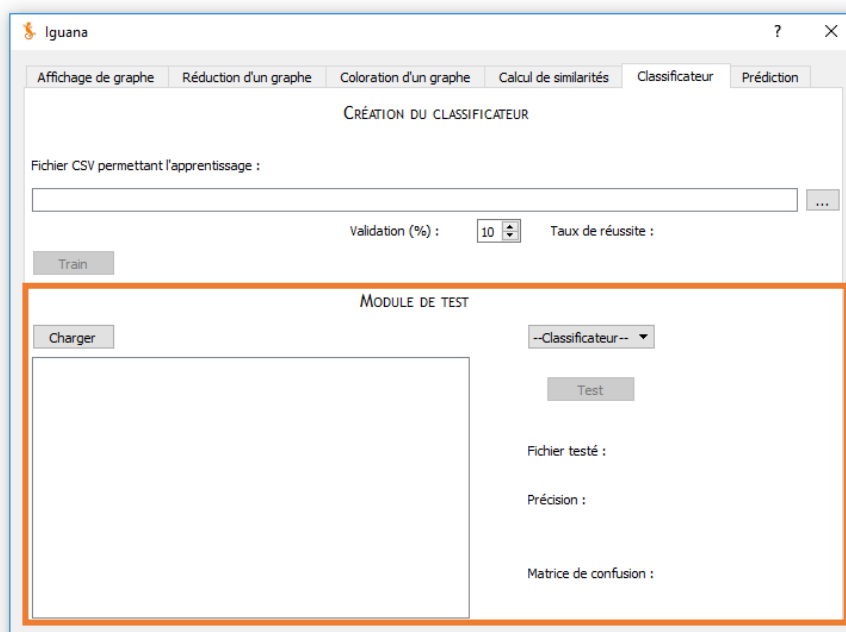 Iguana
?
Affichage de graphe Réduction d'un graphe Coloration d'un graphe Calcul de similarités Classificateur Prédiction
CRÉATION DU CLASSIFICATEUR
Fichier CSV permettant l'apprentissage :
...
Validation (%) : 10 Taux de réussite :
Train
MODULE DE TEST
Charger --Classificateur--
Test
Fichier testé :
Précision :
Matrice de confusion :